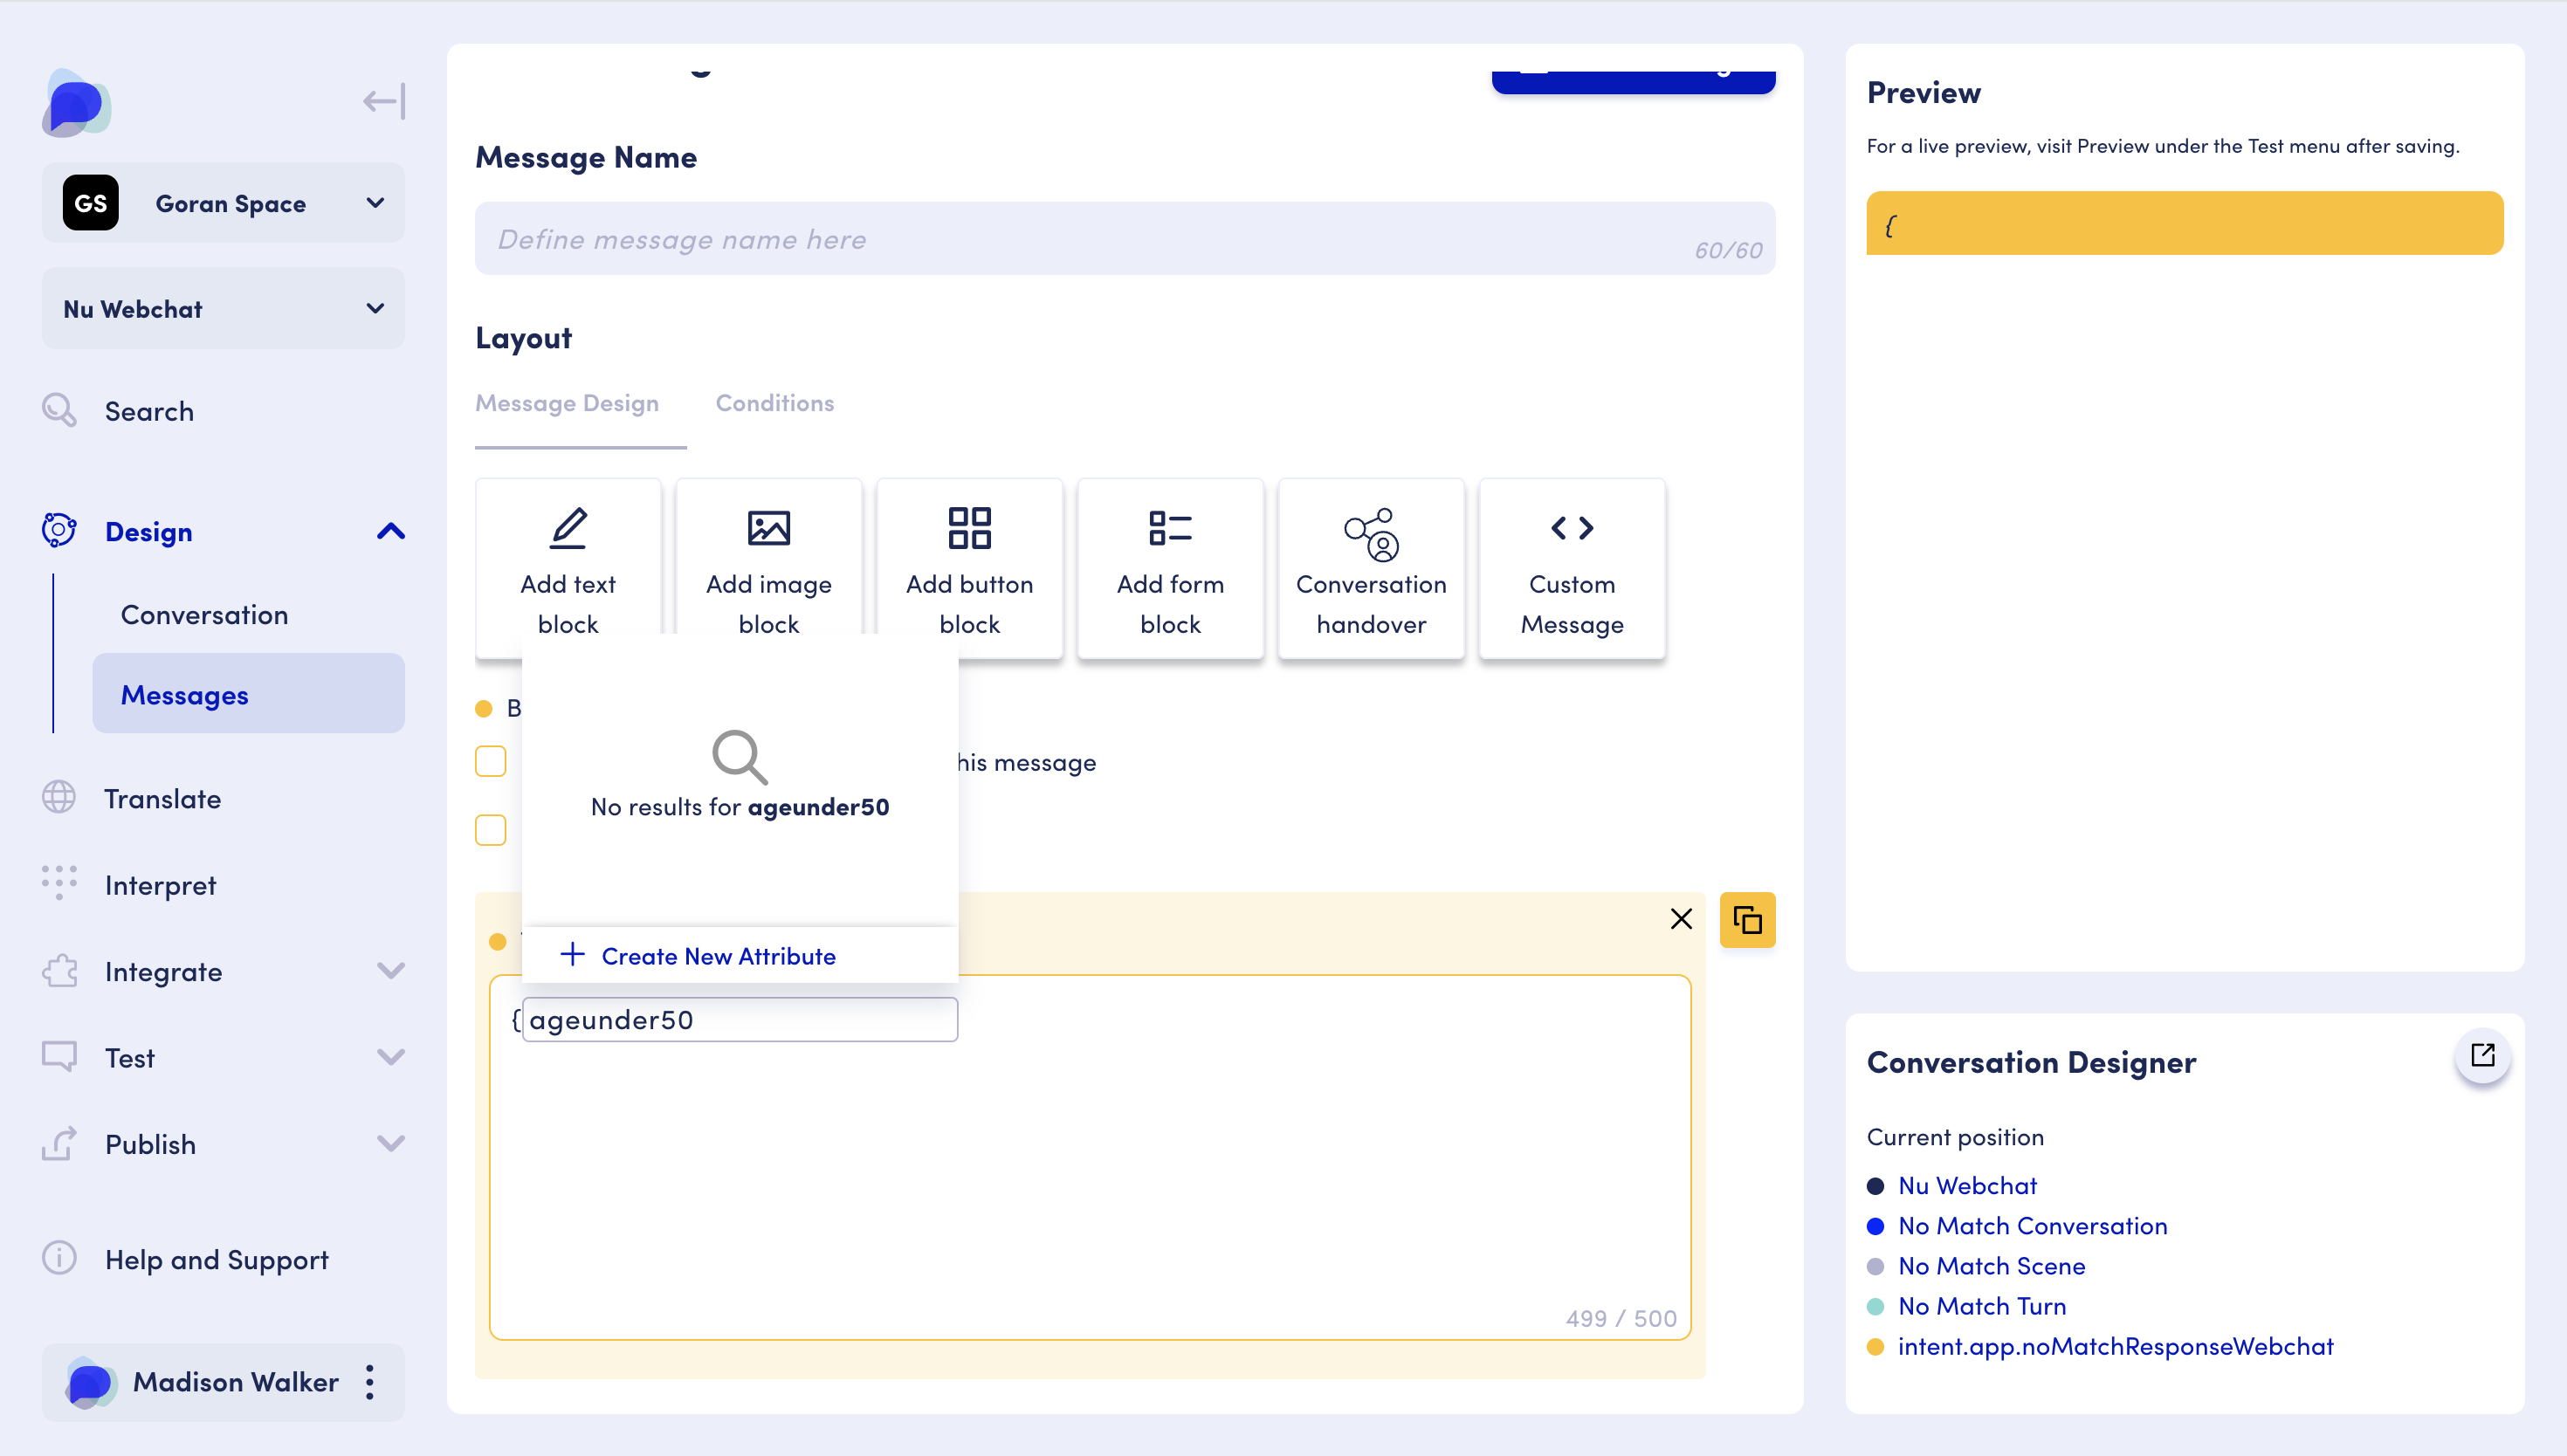 GS
Goran Space
Nu Webchat
Search
Design
Conversation
Messages
Translate
Interpret
Integrate
Test
Publish
Help and Support
Madison Walker
Message Name
Define message name here
60/60
Layout
Message Design
Conditions
Add text
block
Add image
block
Add button
block
Add form
block
Conversation
handover
Custom
Message
B
his message
No results for ageunder50
Create New Attribute
{
ageunder50
499 / 500
Preview
For a live preview, visit Preview under the Test menu after saving.
{
Conversation Designer
Current position
Nu Webchat
No Match Conversation
No Match Scene
No Match Turn
intent.app.noMatchResponseWebchat